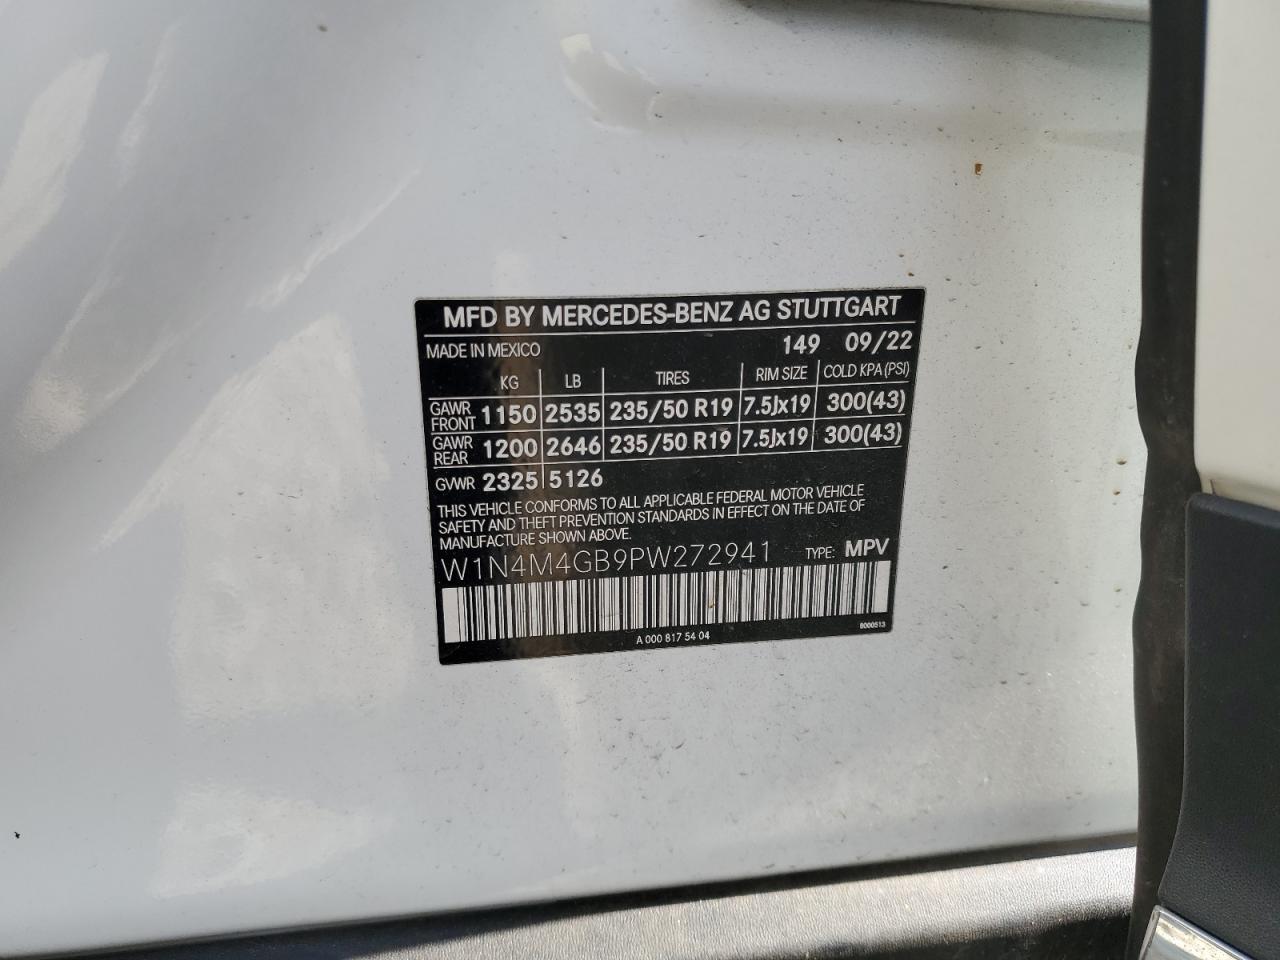 MFD BY MERCEDES-BENZ AG STUTTGART
MADE IN MEXICO 149 09/22
KG LB TIRES RIM SIZE COLD KPA (PSI)
GAWR FRONT 1150 2535 235/50 R19 7.5Jx19 300(43)
GAWR REAR 1200 2646 235/50 R19 7.5Jx19 300(43)
GVWR 2325 5126
THIS VEHICLE CONFORMS TO ALL APPLICABLE FEDERAL MOTOR VEHICLE
SAFETY AND THEFT PREVENTION STANDARDS IN EFFECT ON THE DATE OF
MANUFACTURE SHOWN ABOVE.
W1N4M4GB9PW272941 TYPE: MPV
A 000 817 54 04 8000513